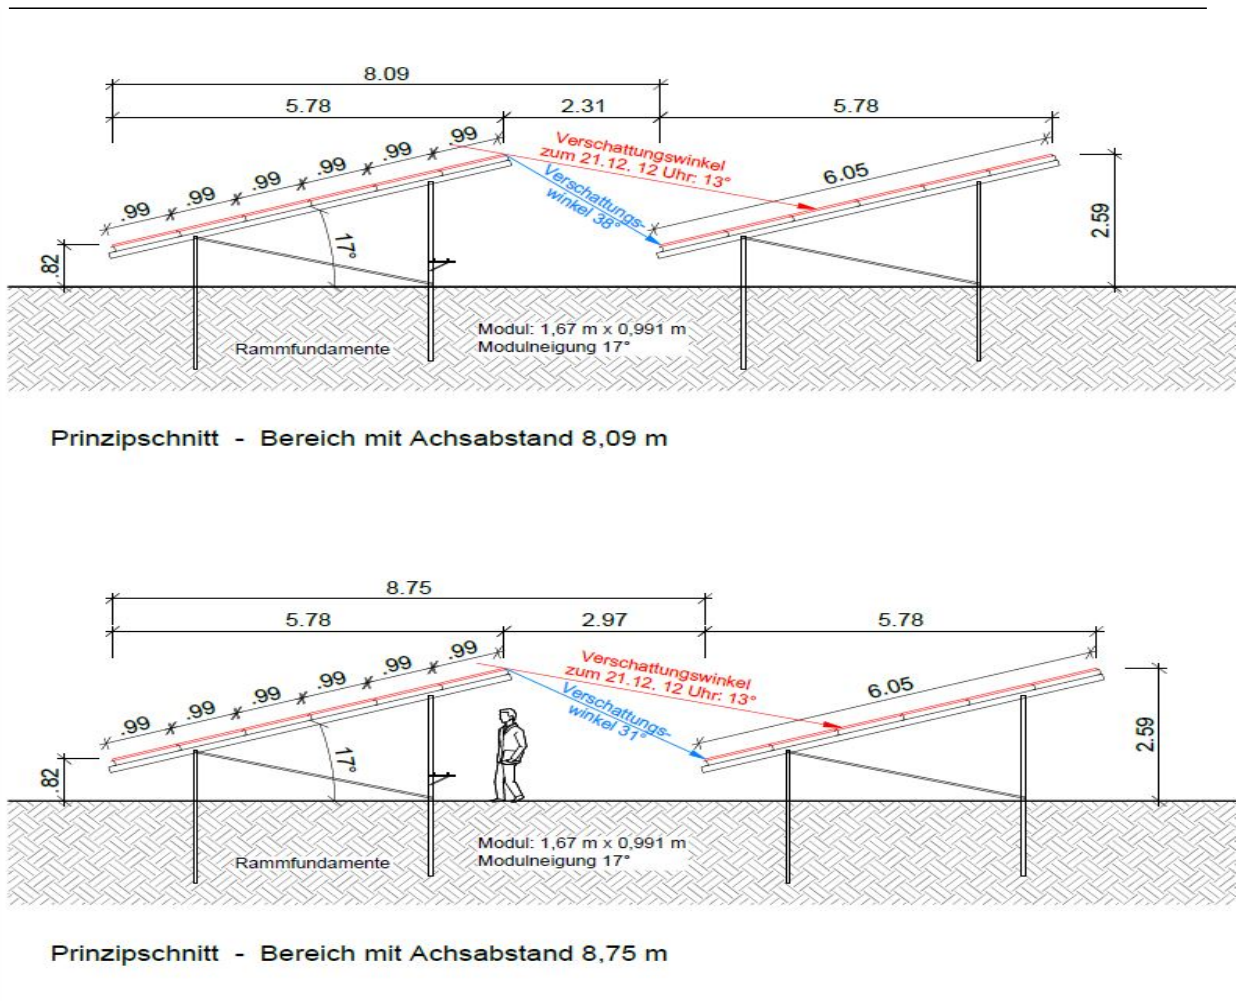 8.09
5.78 2.31 5.78
.99 .99 .99 .99 .99 .99
Verschattungswinkel
zum 21.12. 12 Uhr: 13°
Verschattungs-
winkel 38°
6.05
2.59
.82
17°
Modul: 1,67 m x 0,991 m
Modulneigung 17°
Rammfundamente
Prinzipschnitt - Bereich mit Achsabstand 8,09 m
8.75
5.78 2.97 5.78
.99 .99 .99 .99 .99 .99
Verschattungswinkel
zum 21.12. 12 Uhr: 13°
Verschattungs-
winkel 31°
6.05
2.59
.82
17°
Modul: 1,67 m x 0,991 m
Modulneigung 17°
Rammfundamente
Prinzipschnitt - Bereich mit Achsabstand 8,75 m